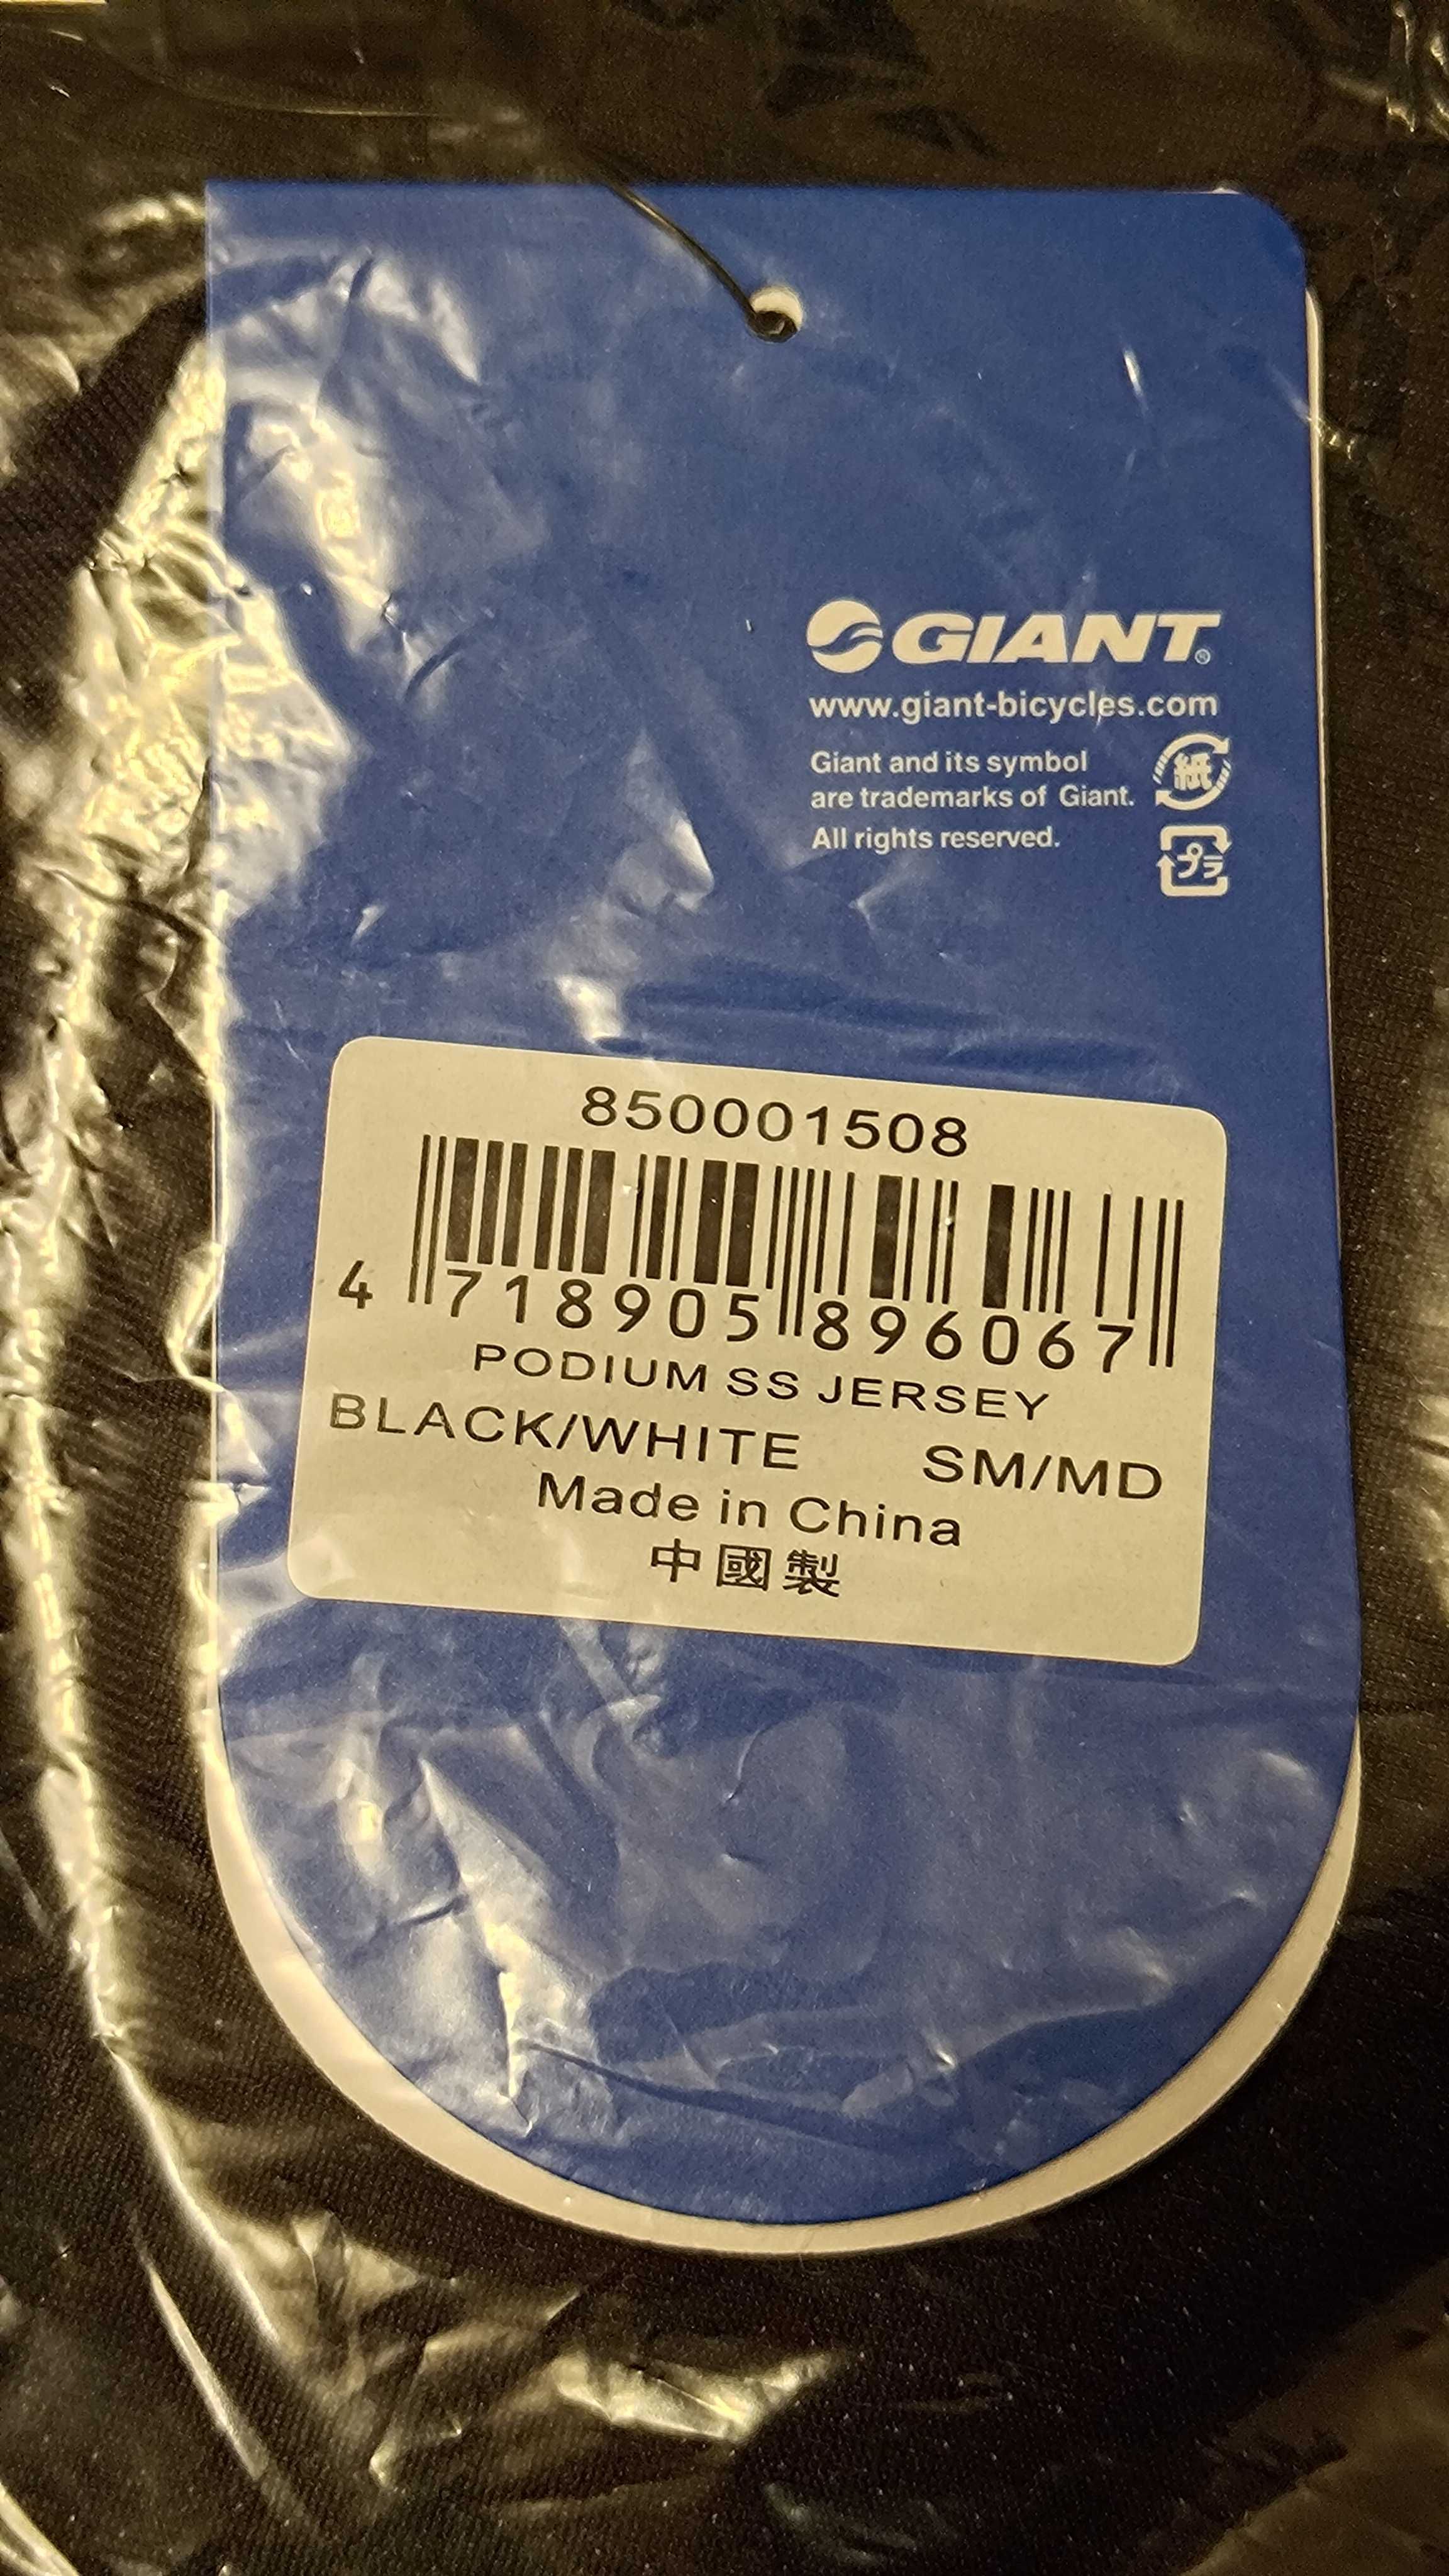 GIANT®
www.giant-bicycles.com
Giant and its symbol
are trademarks of Giant.
All rights reserved.
紙
プラ
850001508
4 718905 896067
PODIUM SS JERSEY
BLACK/WHITE SM/MD
Made in China
中國製